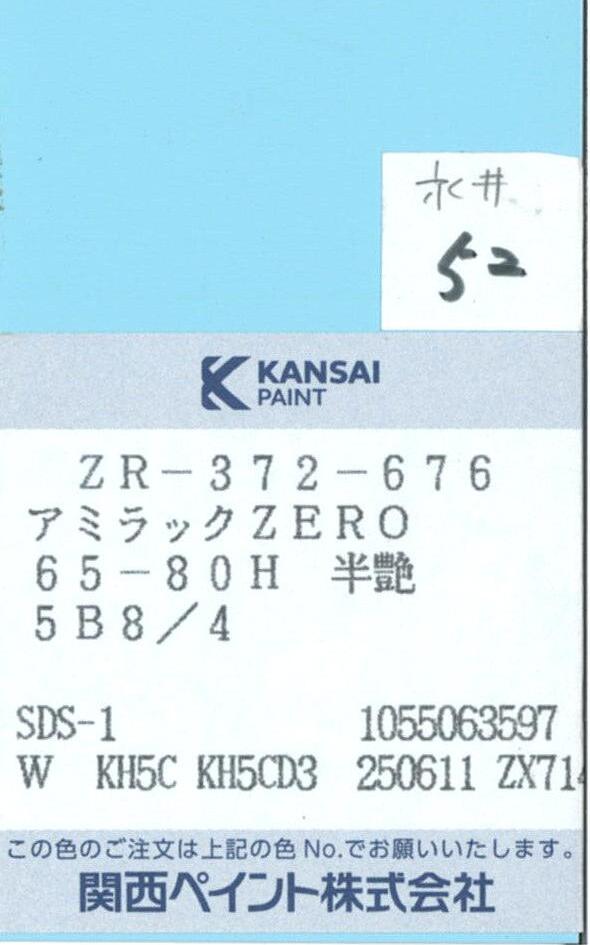 永井
52
KANSAI
PAINT
ZR-372-676
アミラックZERO
65-80H 半艶
5B8/4
SDS-1 1055063597
W KH5C KH5CD3 250611 ZX714
この色のご注文は上記の色No.でお願いいたします。
関西ペイント株式会社